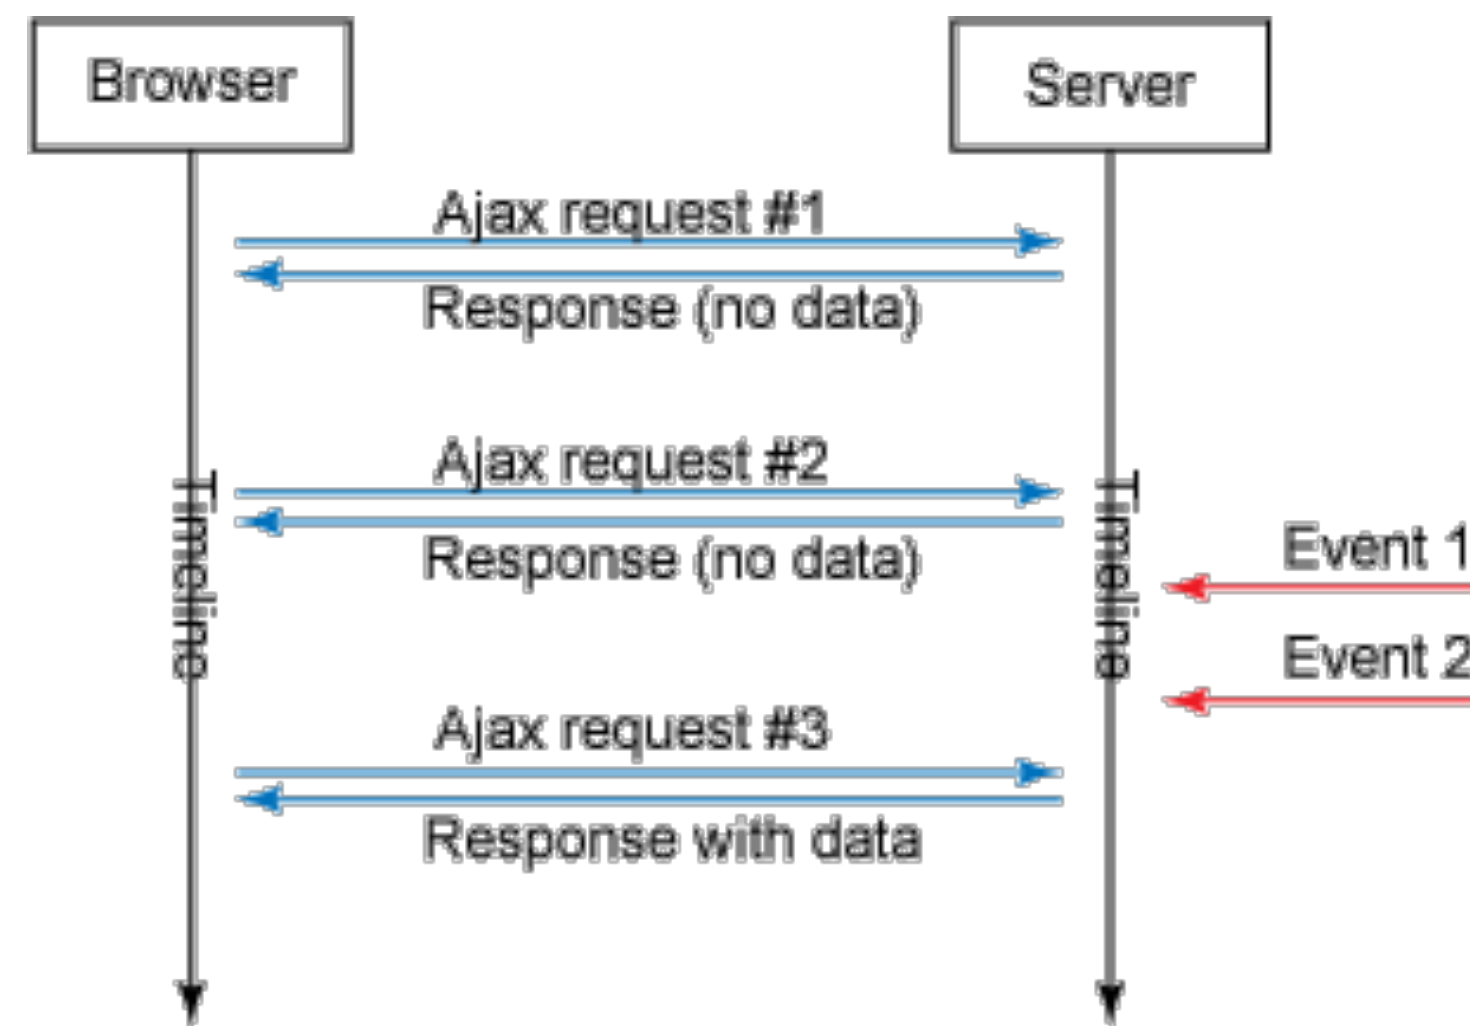 Browser
Server
Ajax request #1
Response (no data)
Ajax request #2
Response (no data)
Timeline
Timeline
Event 1
Event 2
Ajax request #3
Response with data